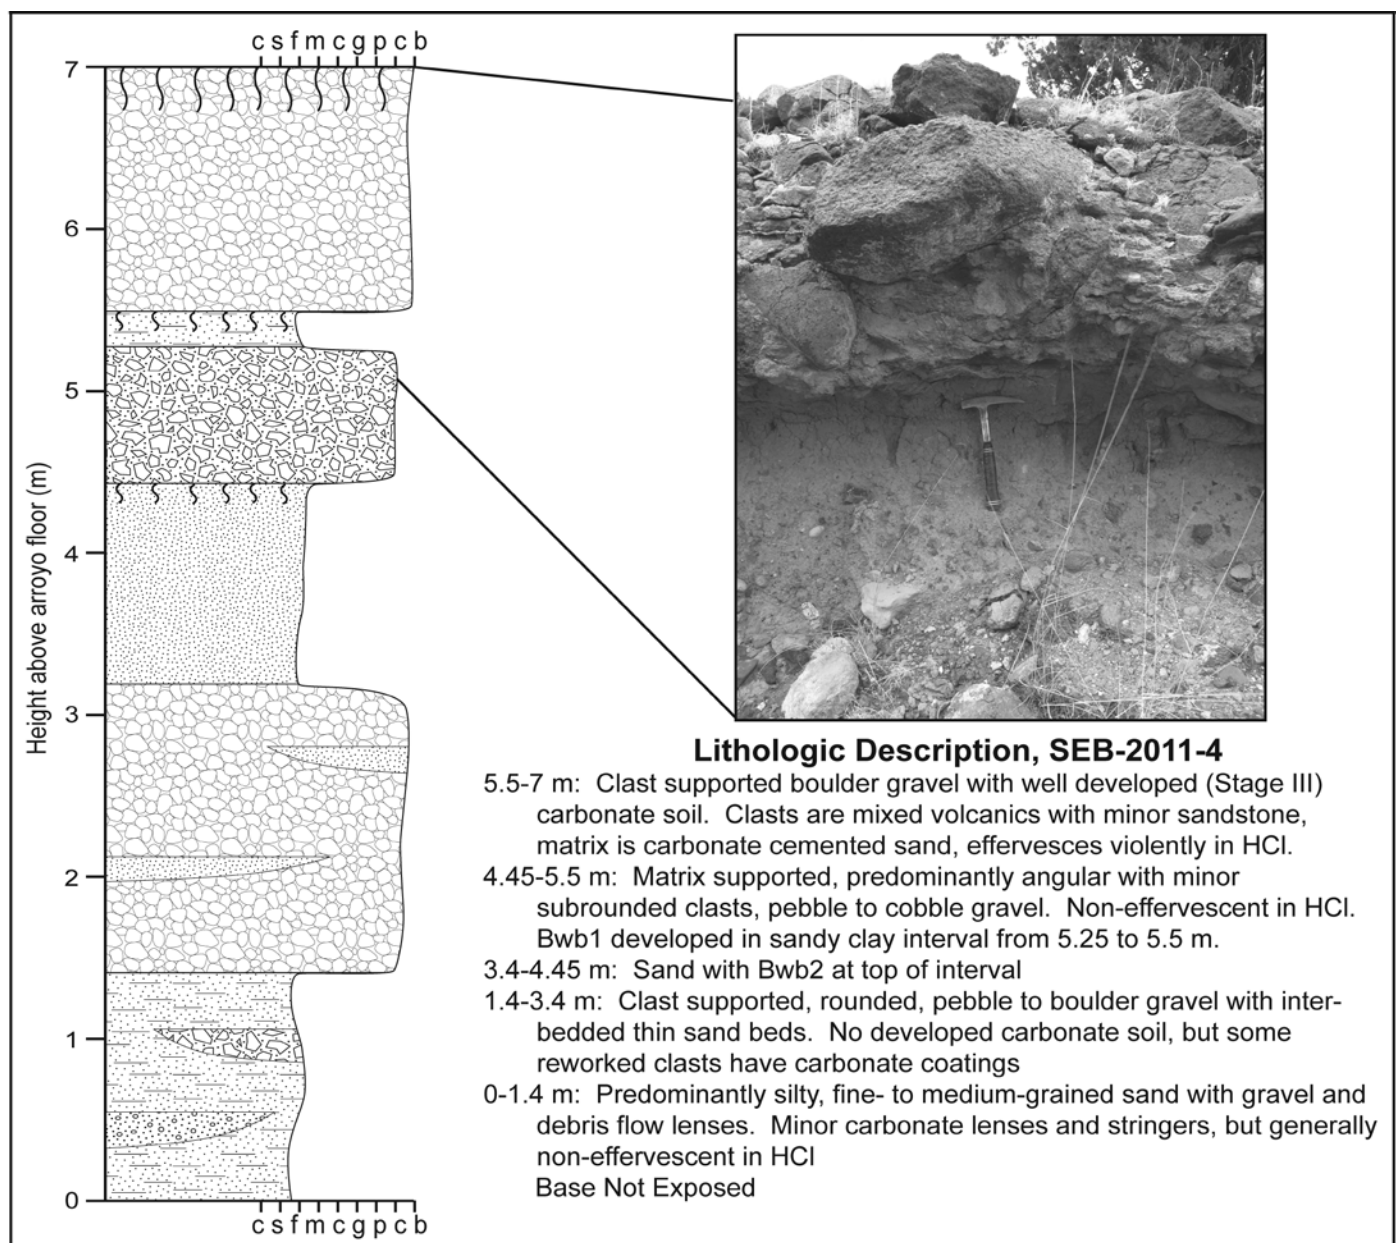 c s f m c g p c b
7
6
5
4
3
2
1
0
Height above arroyo floor (m)
c s f m c g p c b
Lithologic Description, SEB-2011-4
5.5-7 m: Clast supported boulder gravel with well developed (Stage III)
carbonate soil. Clasts are mixed volcanics with minor sandstone,
matrix is carbonate cemented sand, effervesces violently in HCl.
4.45-5.5 m: Matrix supported, predominantly angular with minor
subrounded clasts, pebble to cobble gravel. Non-effervescent in HCl.
Bwb1 developed in sandy clay interval from 5.25 to 5.5 m.
3.4-4.45 m: Sand with Bwb2 at top of interval
1.4-3.4 m: Clast supported, rounded, pebble to boulder gravel with inter-
bedded thin sand beds. No developed carbonate soil, but some
reworked clasts have carbonate coatings
0-1.4 m: Predominantly silty, fine- to medium-grained sand with gravel and
debris flow lenses. Minor carbonate lenses and stringers, but generally
non-effervescent in HCl
Base Not Exposed